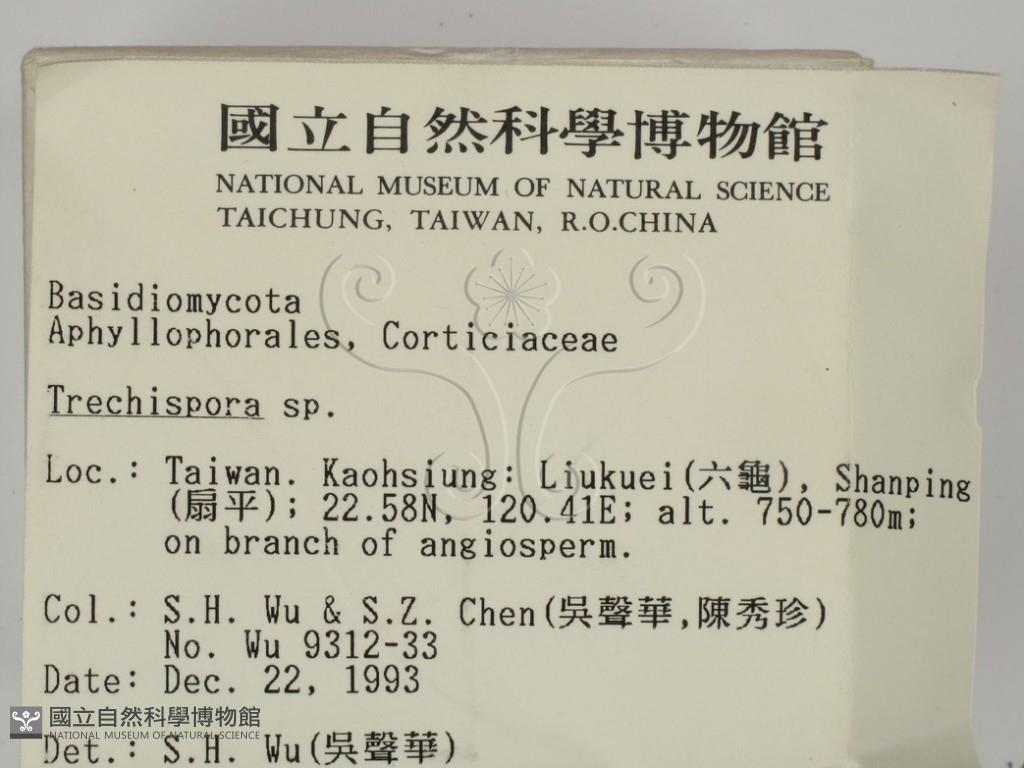 國立自然科學博物館
NATIONAL MUSEUM OF NATURAL SCIENCE
TAICHUNG, TAIWAN, R.O.CHINA
Basidiomycota
Aphyllophorales, Corticiaceae
Trechispora sp.
Loc.: Taiwan. Kaohsiung: Liukuei(六龜), Shanping
(扇平); 22.58N, 120.41E; alt. 750-780m;
on branch of angiosperm.
Col.: S.H. Wu & S.Z. Chen(吳聲華,陳秀珍)
No. Wu 9312-33
Date: Dec. 22, 1993
國立自然科學博物館
NATIONAL MUSEUM OF NATURAL SCIENCE
Det.: S.H. Wu(吳聲華)